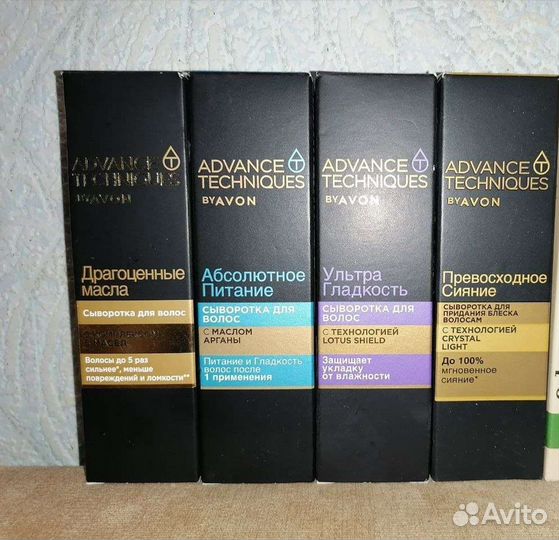 ADVANCE
TECHNIQUES
BY AVON
Драгоценные
масла
Сыворотка для волос
Волосы до 5 раз
сильнее*, меньше
повреждений и ломкости**
ADVANCE
TECHNIQUES
BY AVON
Абсолютное
Питание
СЫВОРОТКА ДЛЯ
ВОЛОС
С МАСЛОМ
АРГАНЫ
Питание и Гладкость
волос после
1 применения
ADVANCE
TECHNIQUES
BY AVON
Ультра
Гладкость
СЫВОРОТКА ДЛЯ
ВОЛОС
С ТЕХНОЛОГИЕЙ
LOTUS SHIELD
Защищает
укладку
от влажности
ADVANCE
TECHNIQUES
BY AVON
Превосходное
Сияние
СЫВОРОТКА ДЛЯ
ПРИДАНИЯ БЛЕСКА
ВОЛОСАМ
С ТЕХНОЛОГИЕЙ
CRYSTAL
LIGHT
До 100%
мгновенное
сияние*
Avito